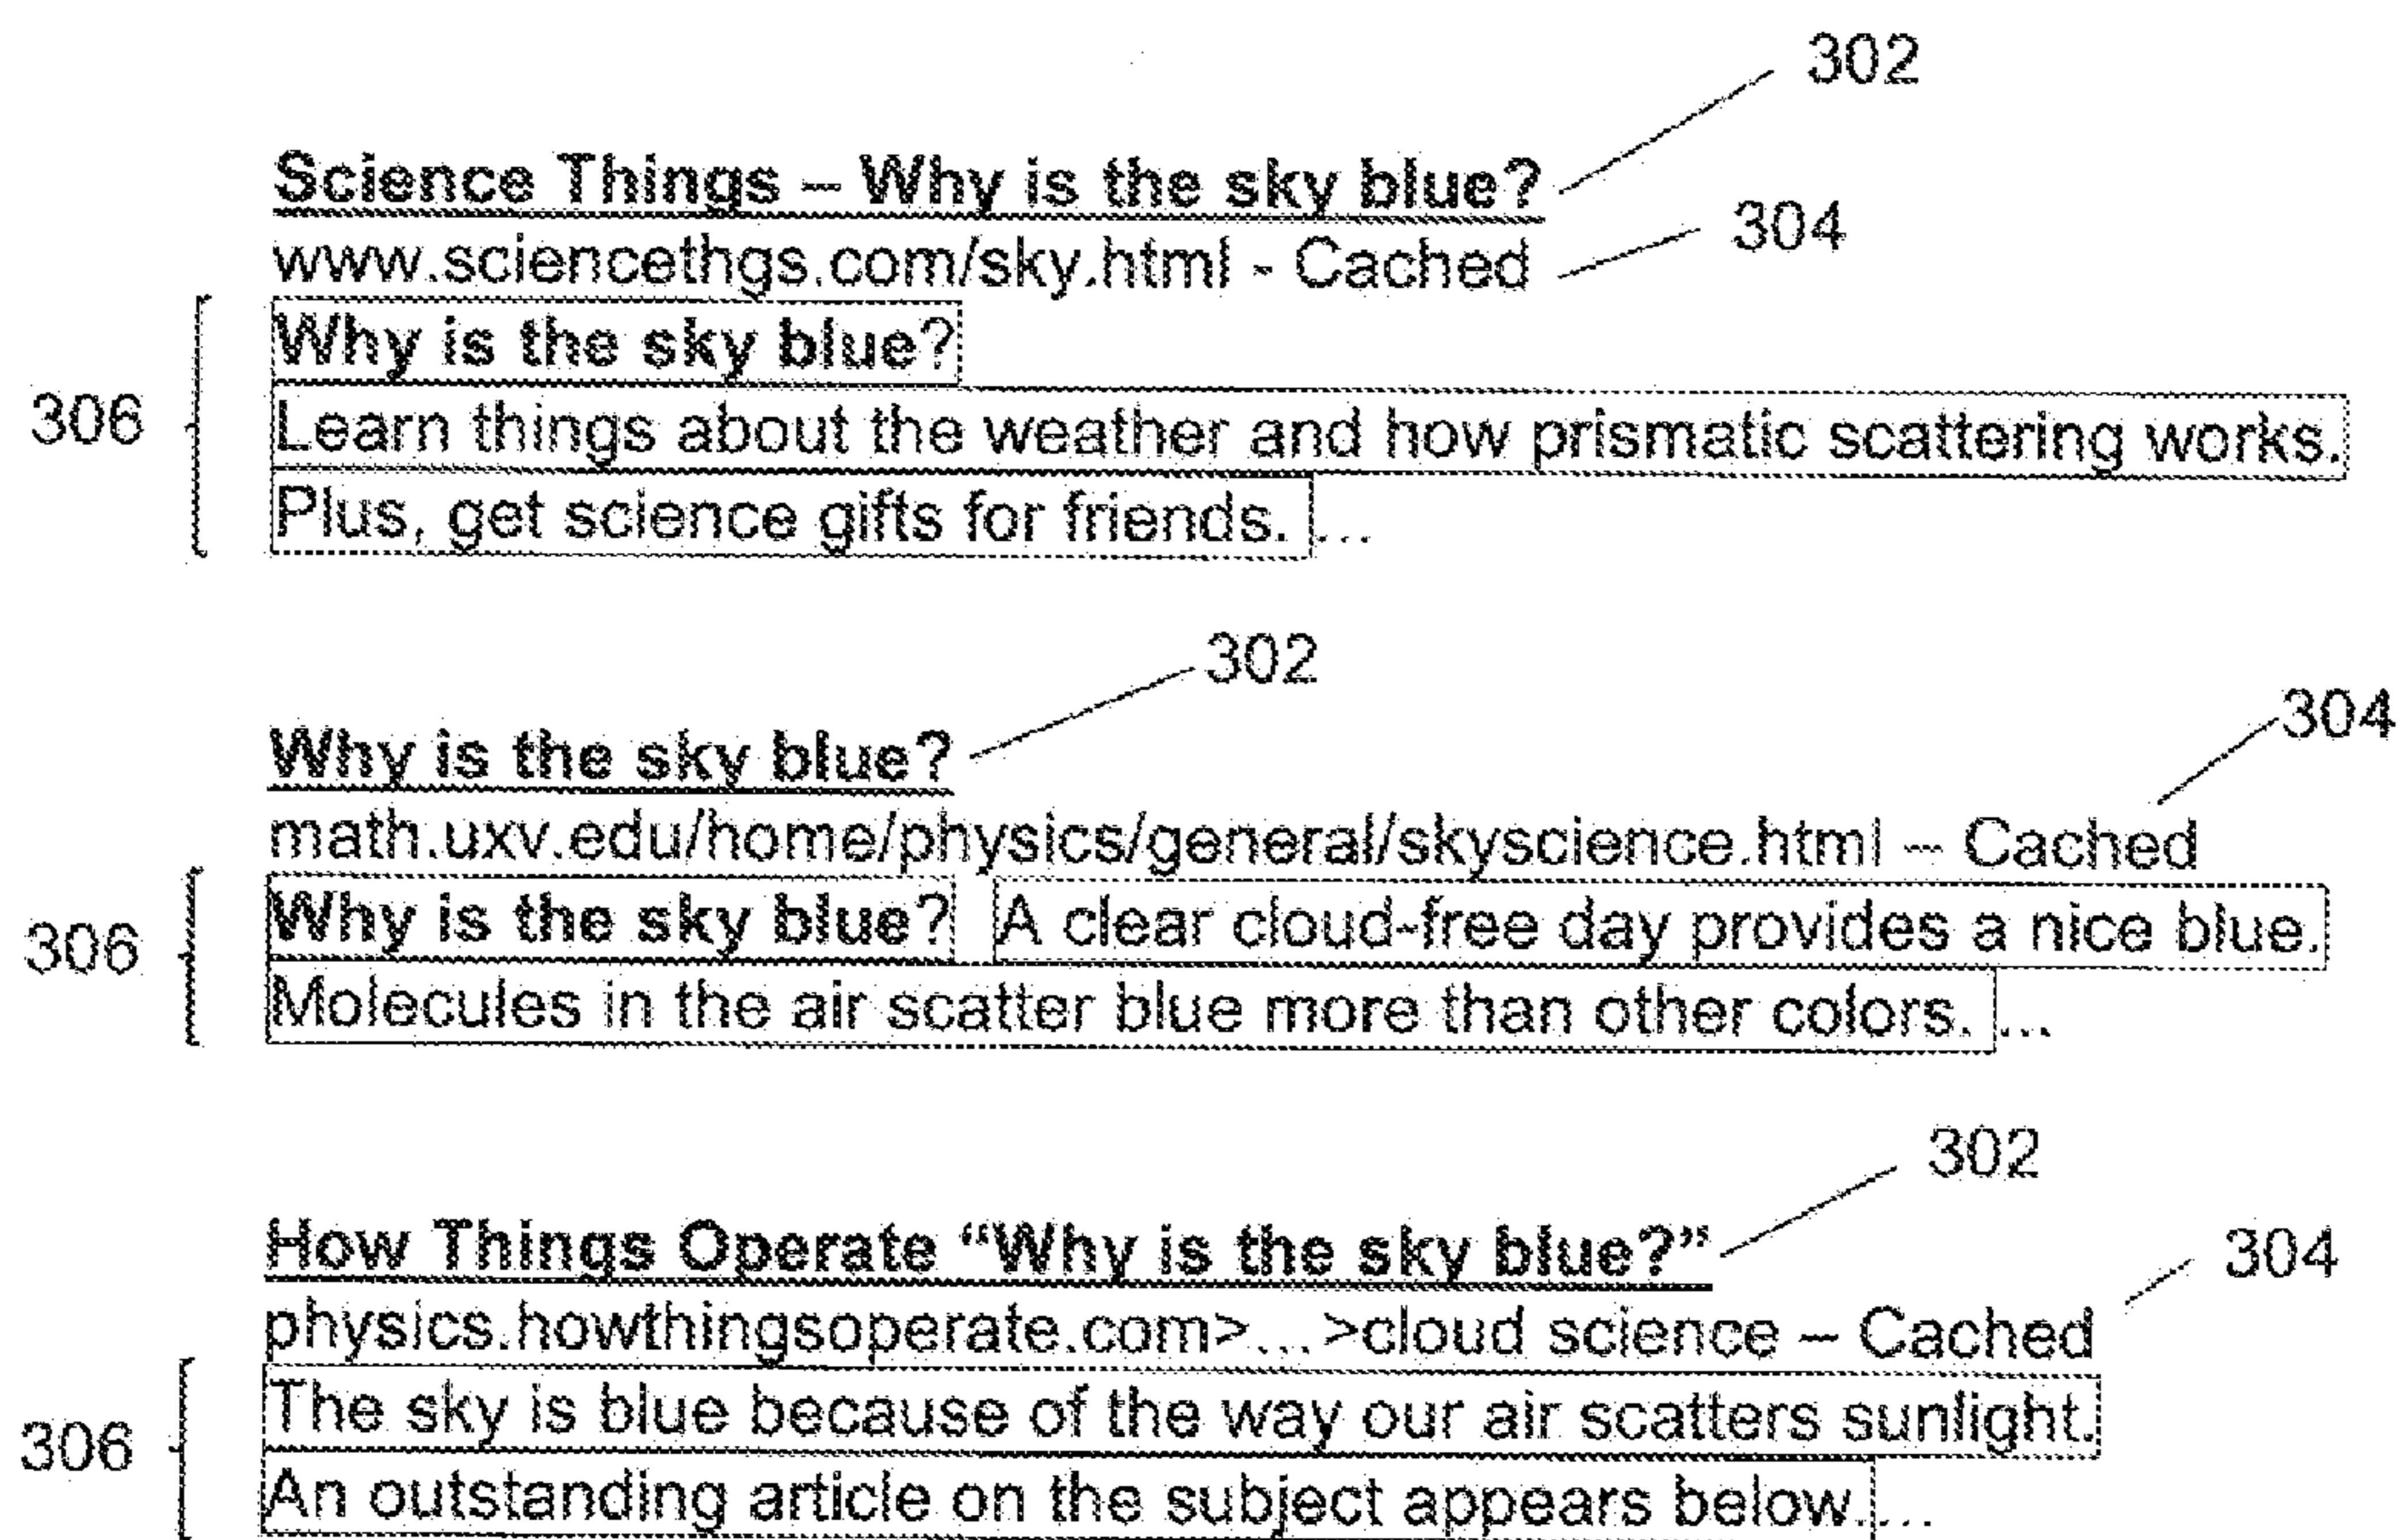 302
Science Things – Why is the sky blue?
304
www.sciencethgs.com/sky.html - Cached
Why is the sky blue?
306
Learn things about the weather and how prismatic scattering works.
Plus, get science gifts for friends. ...
302
304
Why is the sky blue?
math.uxv.edu/home/physics/general/skyscience.html – Cached
306
Why is the sky blue? A clear cloud-free day provides a nice blue.
Molecules in the air scatter blue more than other colors. ...
302
How Things Operate “Why is the sky blue?”
304
physics.howthingsoperate.com>...>cloud science – Cached
The sky is blue because of the way our air scatters sunlight.
306
An outstanding article on the subject appears below....